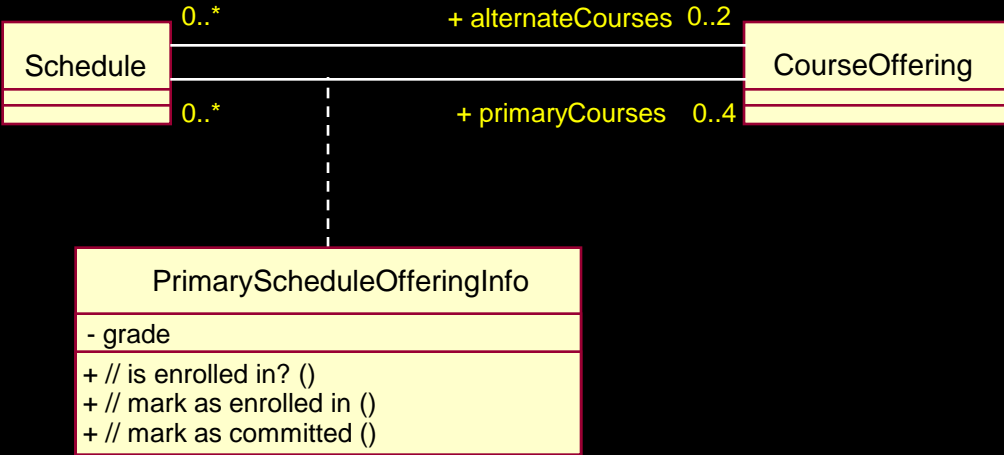 0..* + alternateCourses 0..2
Schedule
CourseOffering
0..* + primaryCourses 0..4
PrimaryScheduleOfferingInfo
- grade
+ // is enrolled in? ()
+ // mark as enrolled in ()
+ // mark as committed ()